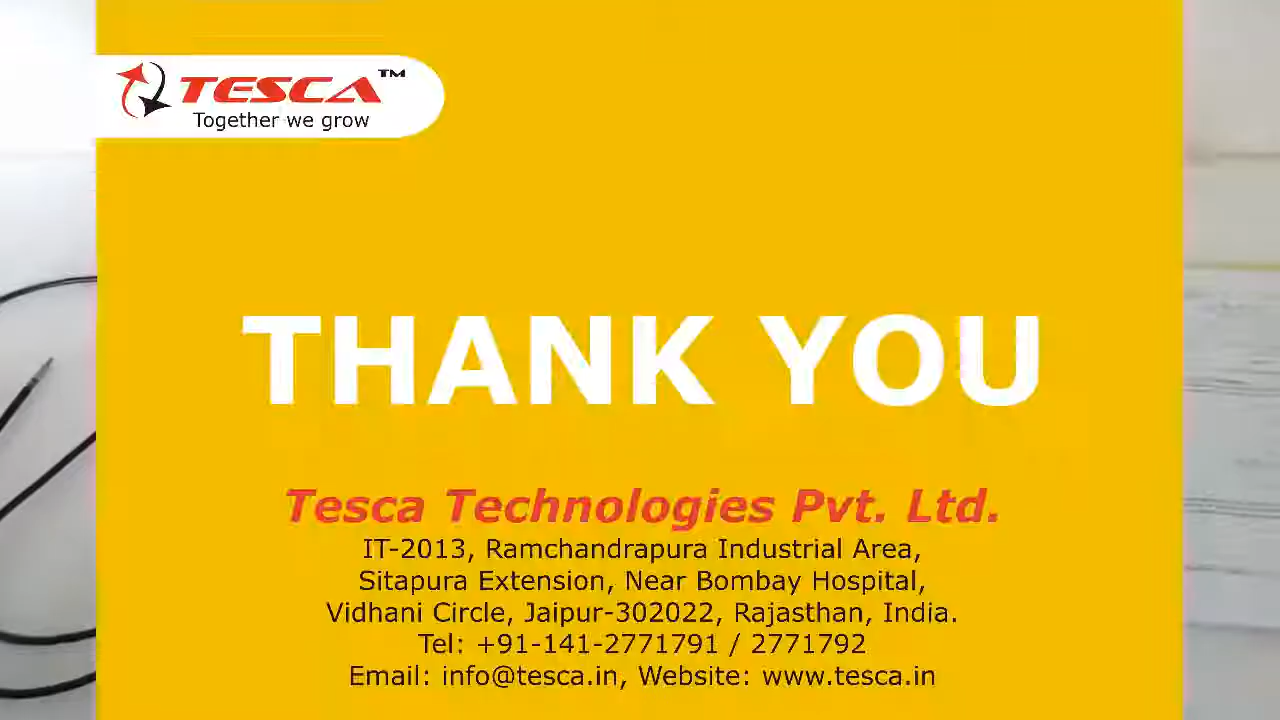 TESCA™
Together we grow
THANK YOU
Tesca Technologies Pvt. Ltd.
IT-2013, Ramchandrapura Industrial Area,
Sitapura Extension, Near Bombay Hospital,
Vidhani Circle, Jaipur-302022, Rajasthan, India.
Tel: +91-141-2771791 / 2771792
Email: info@tesca.in, Website: www.tesca.in